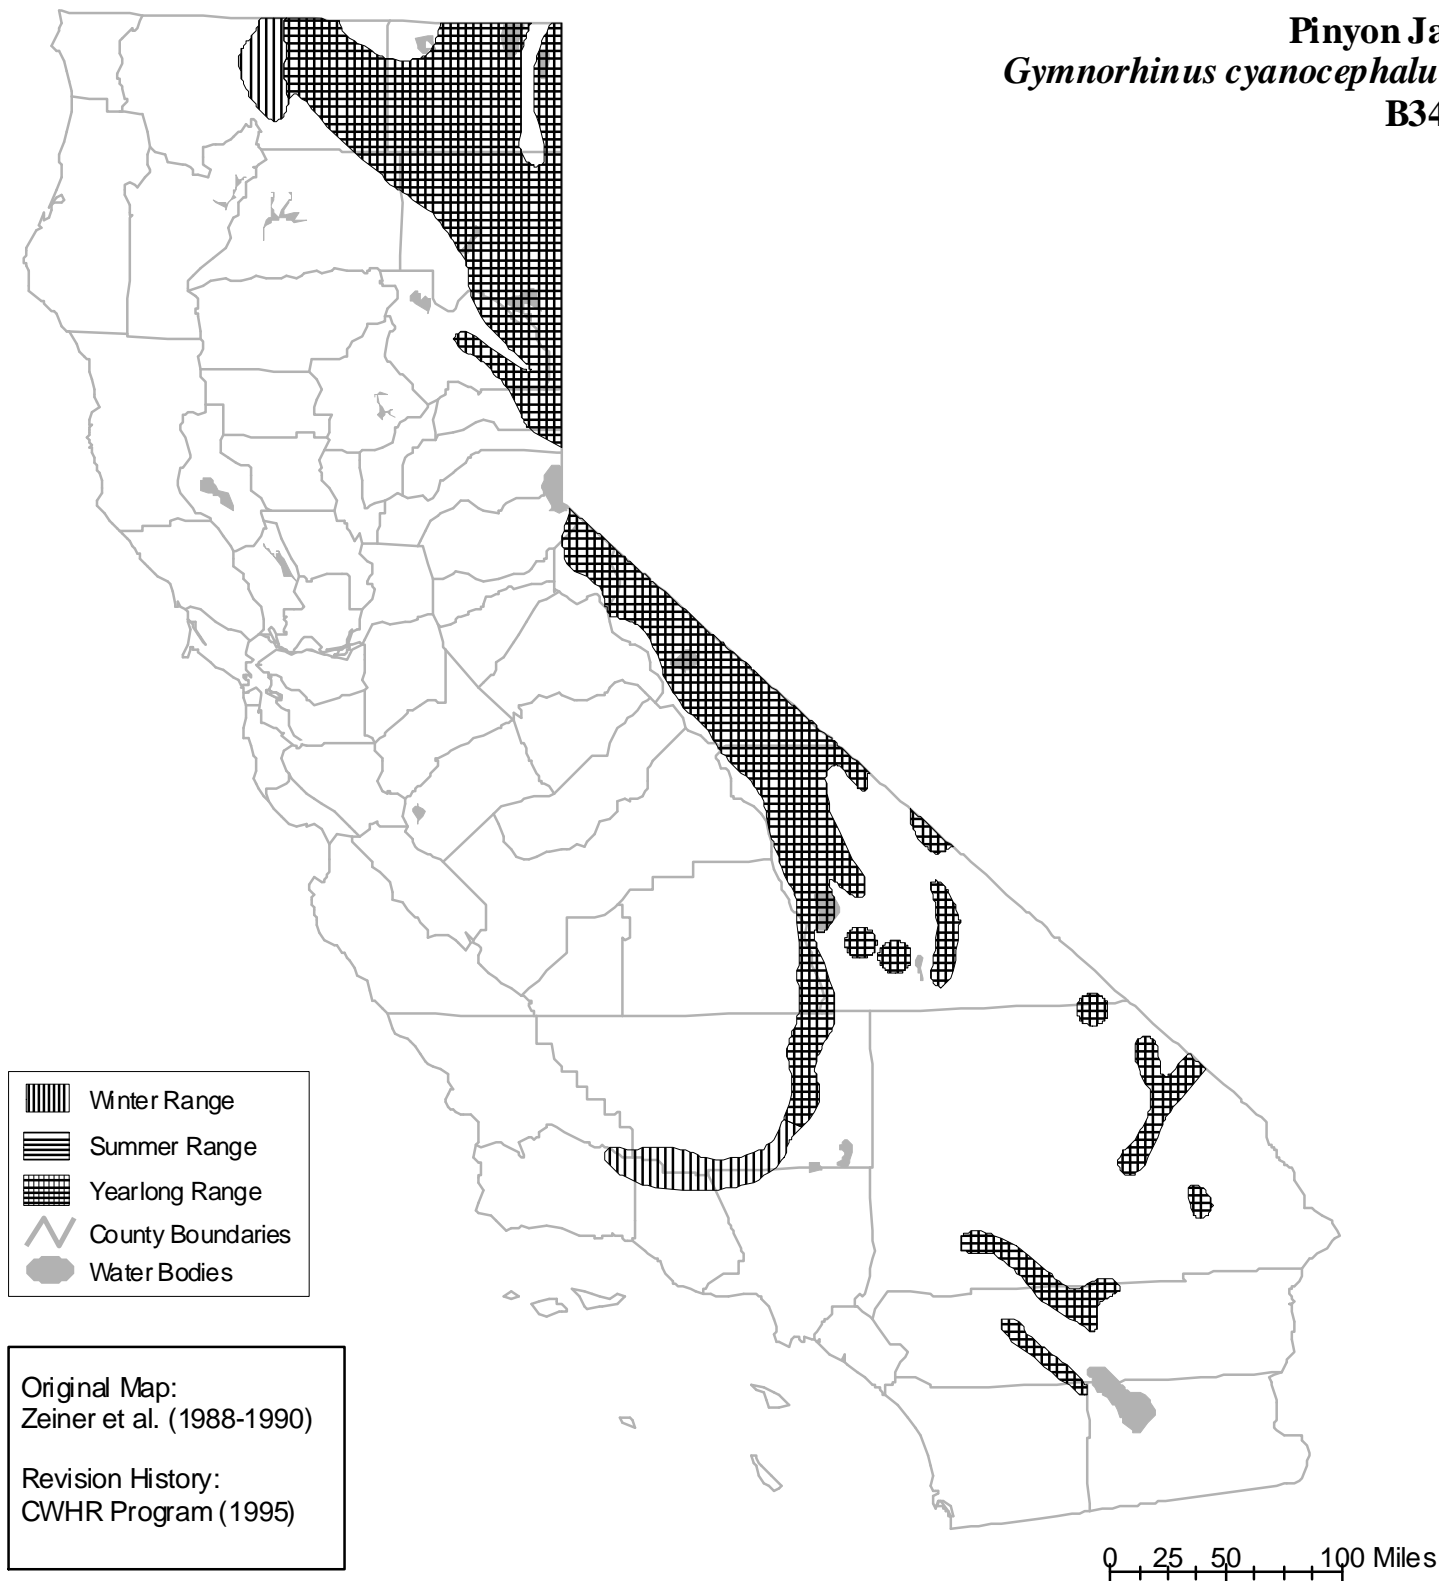 Pinyon Ja
Gymnorhinus cyanocephalu
B34
Winter Range
Summer Range
Yearlong Range
County Boundaries
Water Bodies
Original Map:
Zeiner et al. (1988-1990)
Revision History:
CWHR Program (1995)
0 25 50 100 Miles